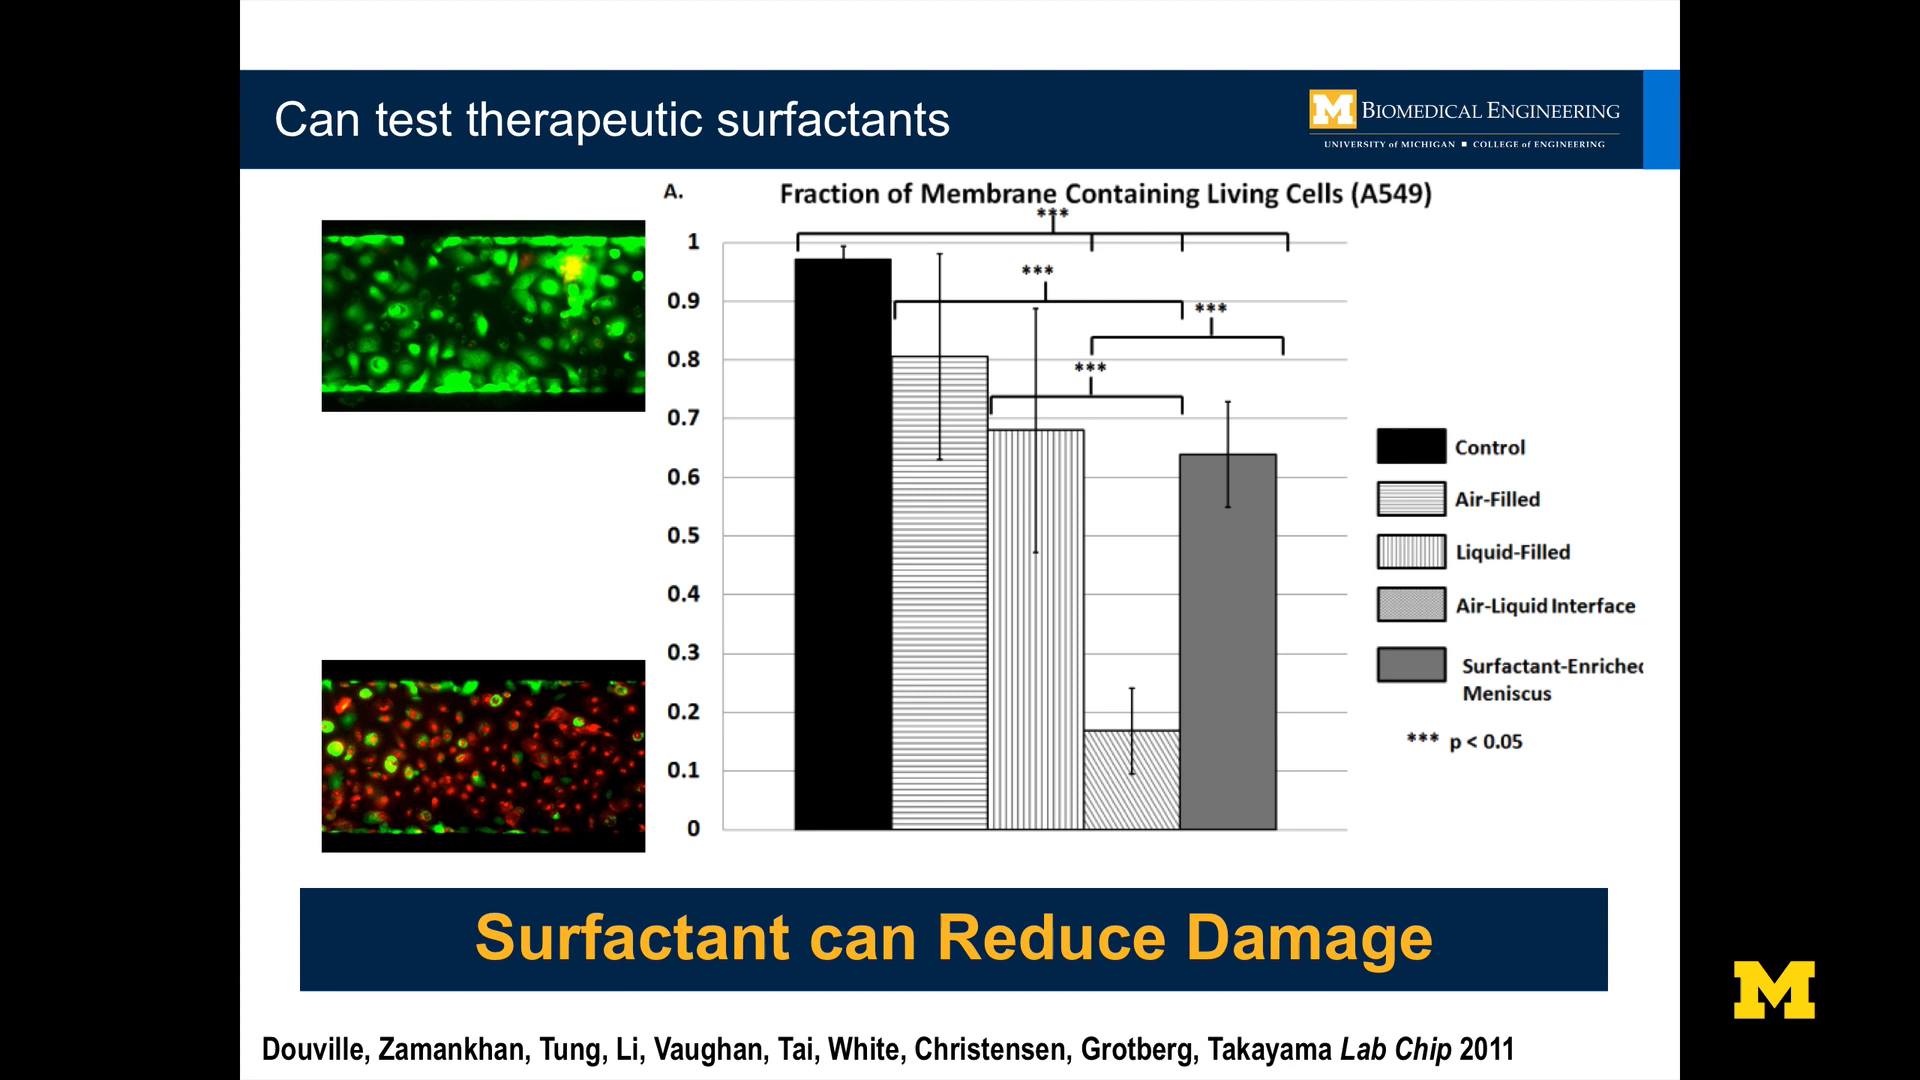 Can test therapeutic surfactants
M BIOMEDICAL ENGINEERING
UNIVERSITY of MICHIGAN ■ COLLEGE of ENGINEERING
A.
Fraction of Membrane Containing Living Cells (A549)
***
***
***
***
1
0.9
0.8
0.7
0.6
0.5
0.4
0.3
0.2
0.1
0
Control
Air-Filled
Liquid-Filled
Air-Liquid Interface
Surfactant-Enriched
Meniscus
*** p < 0.05
Surfactant can Reduce Damage
M
Douville, Zamankhan, Tung, Li, Vaughan, Tai, White, Christensen, Grotberg, Takayama Lab Chip 2011